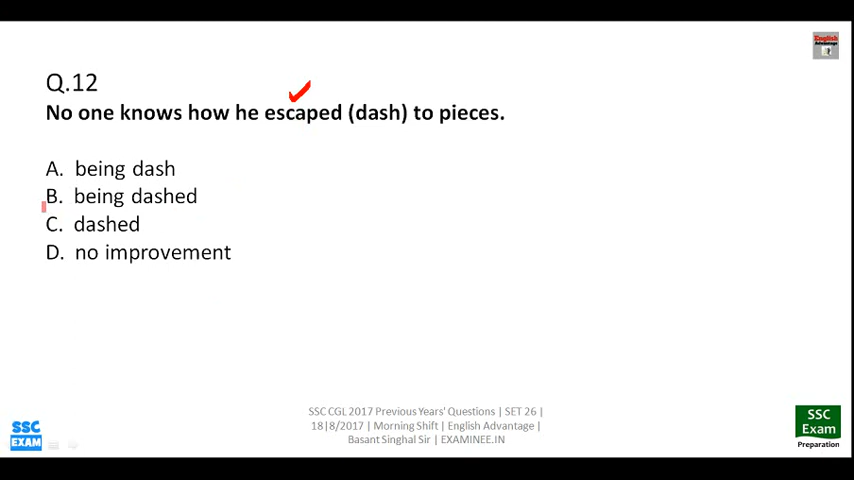 English
Advantage
Q.12
No one knows how he escaped (dash) to pieces.
A. being dash
B. being dashed
C. dashed
D. no improvement
SSC CGL 2017 Previous Years' Questions | SET 26 |
18|8/2017 | Morning Shift | English Advantage |
Basant Singhal Sir | EXAMINEE.IN
SSC
EXAM
SSC
Exam
Preparation